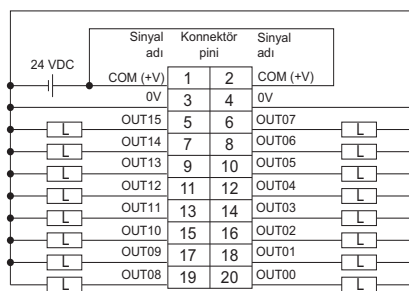 Sinyal adı Konnektör pini Sinyal adı
24 VDC
COM (+V) 1 2 COM (+V)
0V 3 4 0V
L OUT15 5 6 OUT07 L
L OUT14 7 8 OUT06 L
L OUT13 9 10 OUT05 L
L OUT12 11 12 OUT04 L
L OUT11 13 14 OUT03 L
L OUT10 15 16 OUT02 L
L OUT09 17 18 OUT01 L
L OUT08 19 20 OUT00 L